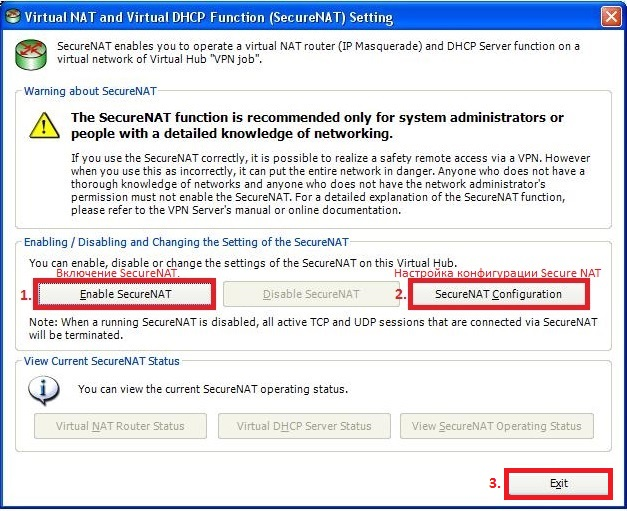 Virtual NAT and Virtual DHCP Function (SecureNAT) Setting
SecureNAT enables you to operate a virtual NAT router (IP Masquerade) and DHCP Server function on a
virtual network of Virtual Hub "VPN job".
Warning about SecureNAT
The SecureNAT function is recommended only for system administrators or
people with a detailed knowledge of networking.
If you use the SecureNAT correctly, it is possible to realize a safety remote access via a VPN. However
when you use this as incorrectly, it can put the entire network in danger. Anyone who does not have a
thorough knowledge of networks and anyone who does not have the network administrator's
permission must not enable the SecureNAT. For a detailed explanation of the SecureNAT function,
please refer to the VPN Server's manual or online documentation.
Enabling / Disabling and Changing the Setting of the SecureNAT
You can enable, disable or change the settings of the SecureNAT on this Virtual Hub.
Включение SecureNAT. Настройка конфигурации Secure NAT
1. Enable SecureNAT Disable SecureNAT 2. SecureNAT Configuration
Note: When a running SecureNAT is disabled, all active TCP and UDP sessions that are connected via SecureNAT
will be terminated.
View Current SecureNAT Status
You can view the current SecureNAT operating status.
Virtual NAT Router Status Virtual DHCP Server Status View SecureNAT Operating Status
3. Exit